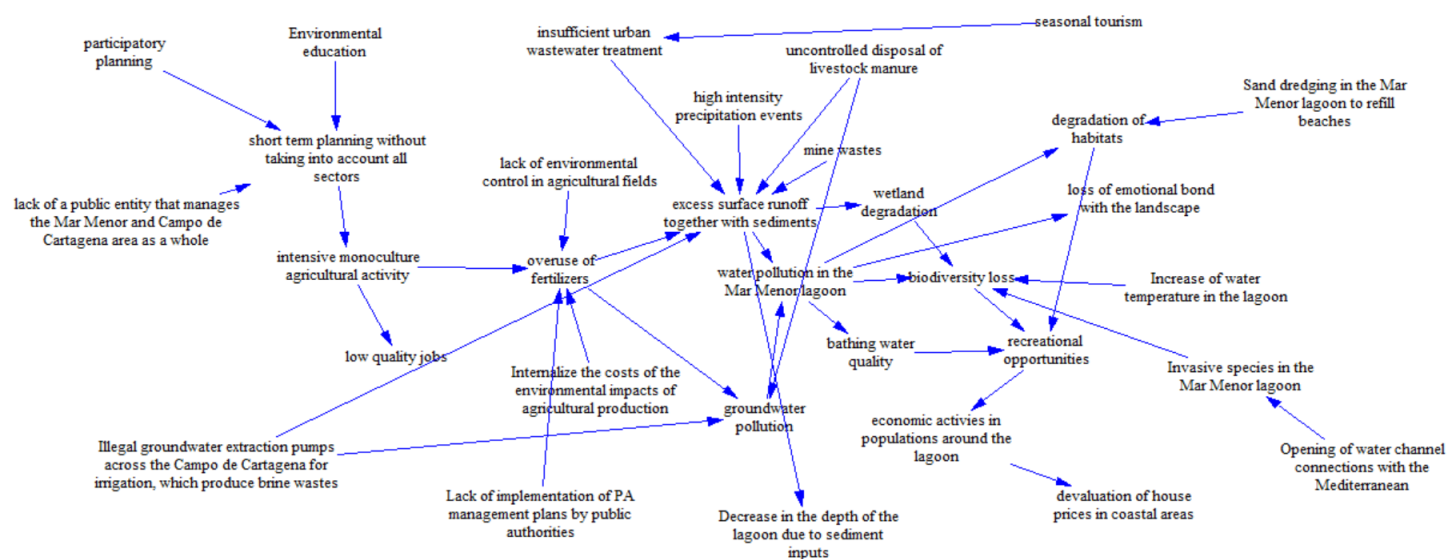 seasonal tourism
participatory
planning
Environmental
education
insufficient urban
wastewater treatment
uncontrolled disposal of
livestock manure
high intensity
precipitation events
Sand dredging in the Mar
Menor lagoon to refill
beaches
degradation of
habitats
short term planning without
taking into account all
sectors
mine wastes
lack of environmental
control in agricultural fields
wetland
degradation
loss of emotional bond
with the landscape
lack of a public entity that manages
the Mar Menor and Campo de
Cartagena area as a whole
excess surface runoff
together with sediments
intensive monoculture
agricultural activity
overuse of
fertilizers
water pollution in the
Mar Menor lagoon
biodiversity loss
Increase of water
temperature in the lagoon
low quality jobs
bathing water
quality
recreational
opportunities
Internalize the costs of the
environmental impacts of
agricultural production
Invasive species in the
Mar Menor lagoon
groundwater
pollution
economic activies in
populations around the
lagoon
Illegal groundwater extraction pumps
across the Campo de Cartagena for
irrigation, which produce brine wastes
Opening of water channel
connections with the
Mediterranean
Lack of implementation of PA
management plans by public
authorities
devaluation of house
prices in coastal areas
Decrease in the depth of the
lagoon due to sediment
inputs